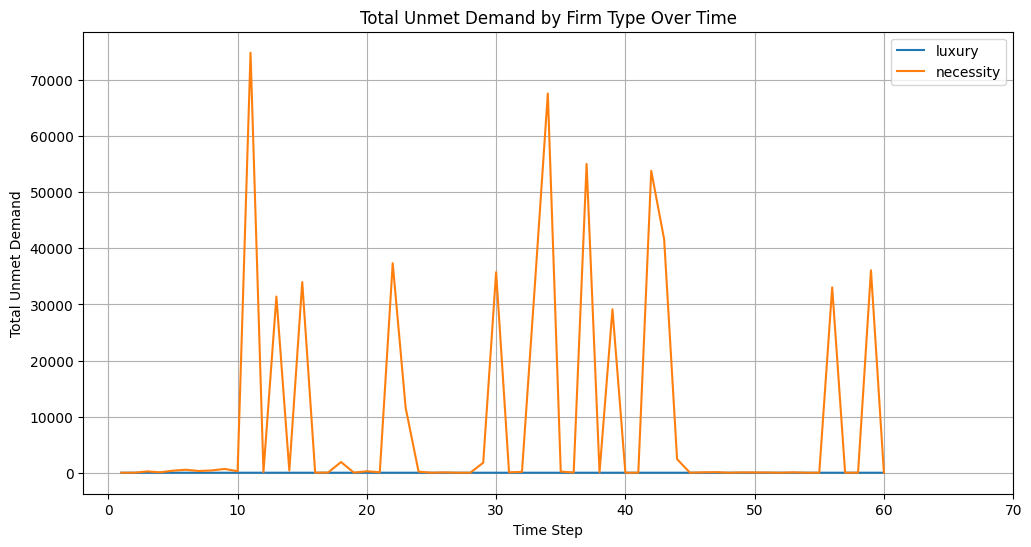 Total Unmet Demand by Firm Type Over Time
luxury
necessity
Total Unmet Demand
70000
60000
50000
40000
30000
20000
10000
0
0 10 20 30 40 50 60 70
Time Step